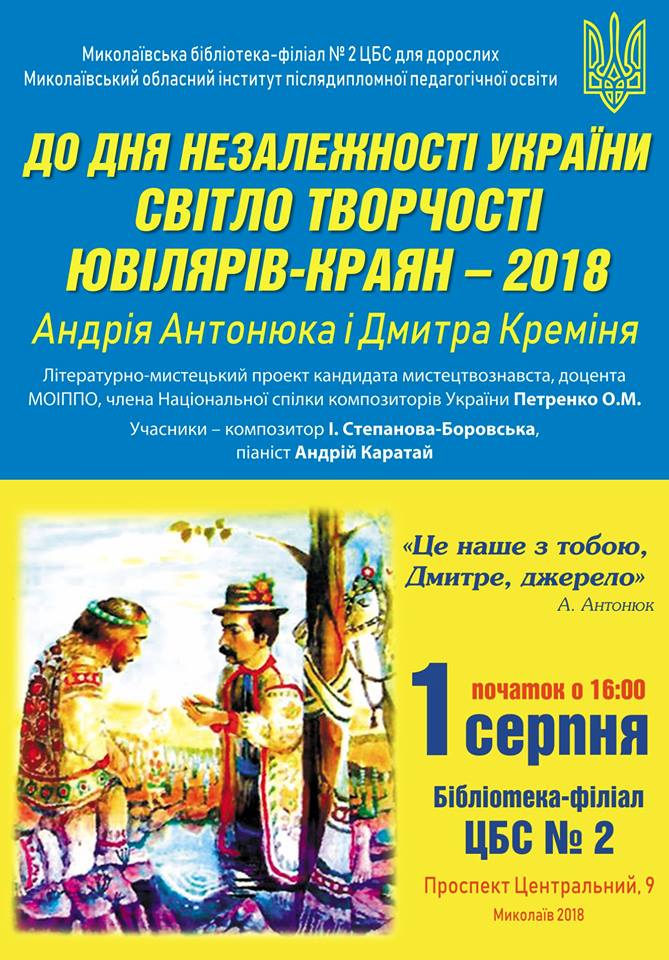 Миколаївська бібліотека-філіал № 2 ЦБС для дорослих
Миколаївський обласний інститут післядипломної педагогічної освіти
ДО ДНЯ НЕЗАЛЕЖНОСТІ УКРАЇНИ
СВІТЛО ТВОРЧОСТІ
ЮВІЛЯРІВ-КРАЯН – 2018
Андрія Антонюка і Дмитра Креміня
Літературно-мистецький проект кандидата мистецтвознавста, доцента
МОІППО, члена Національної спілки композиторів України Петренко О.М.
Учасники – композитор І. Степанова-Боровська,
піаніст Андрій Каратай
«Це наше з тобою,
Дмитре, джерело»
А. Антонюк
початок о 16:00
1 серпня
Бібліотека-філіал
ЦБС № 2
Проспект Центральний, 9
Миколаїв 2018